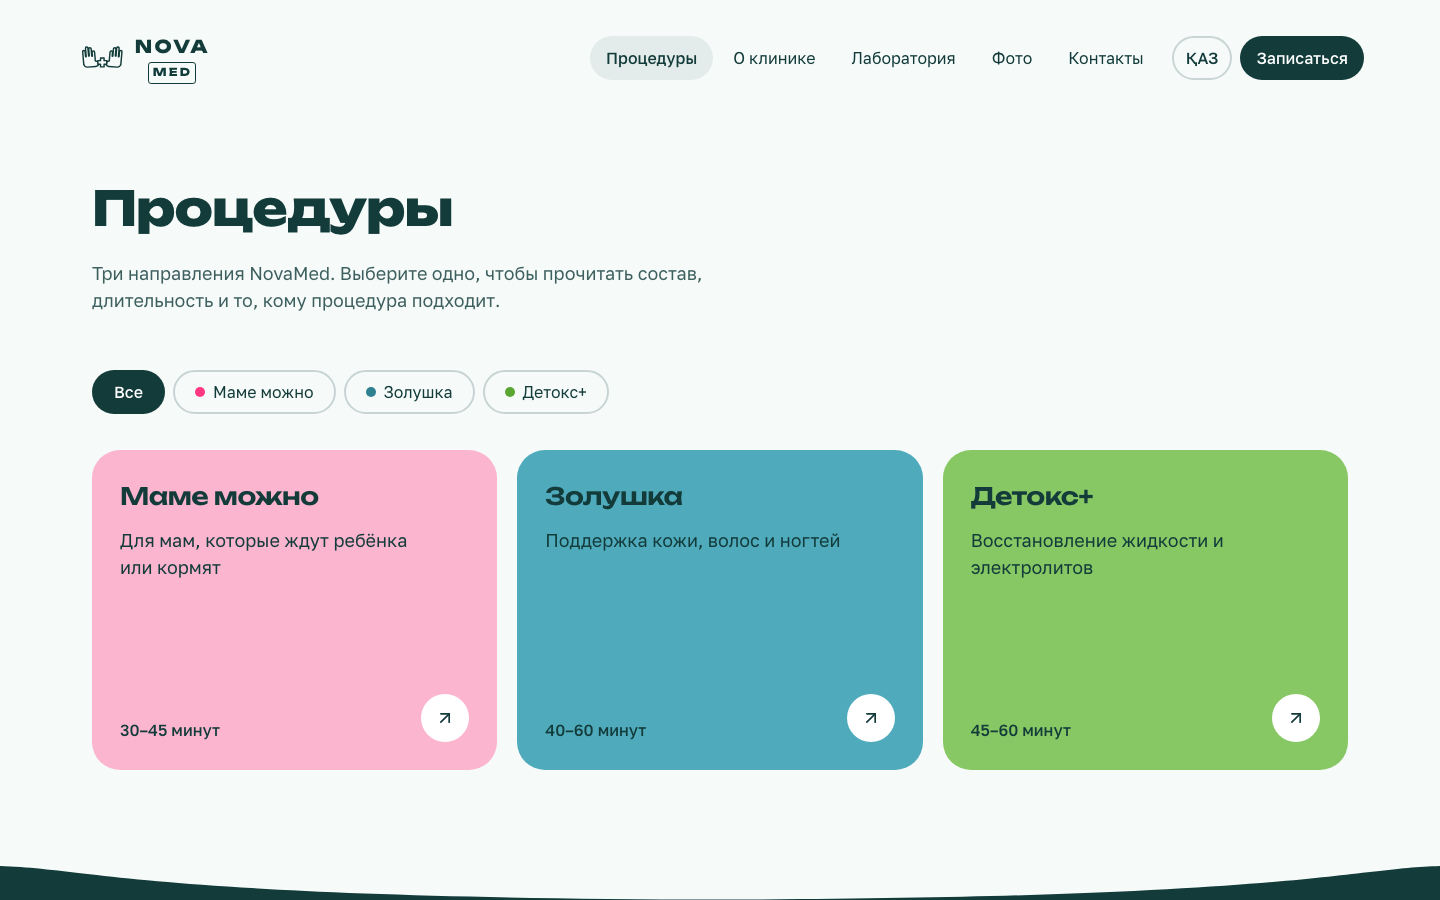 NOVA
MED
Процедуры
О клинике
Лаборатория
Фото
Контакты
ҚАЗ
Записаться
Процедуры
Три направления NovaMed. Выберите одно, чтобы прочитать состав,
длительность и то, кому процедура подходит.
Все
Маме можно
Золушка
Детокс+
Маме можно
Для мам, которые ждут ребёнка
или кормят
30–45 минут
Золушка
Поддержка кожи, волос и ногтей
40–60 минут
Детокс+
Восстановление жидкости и
электролитов
45–60 минут